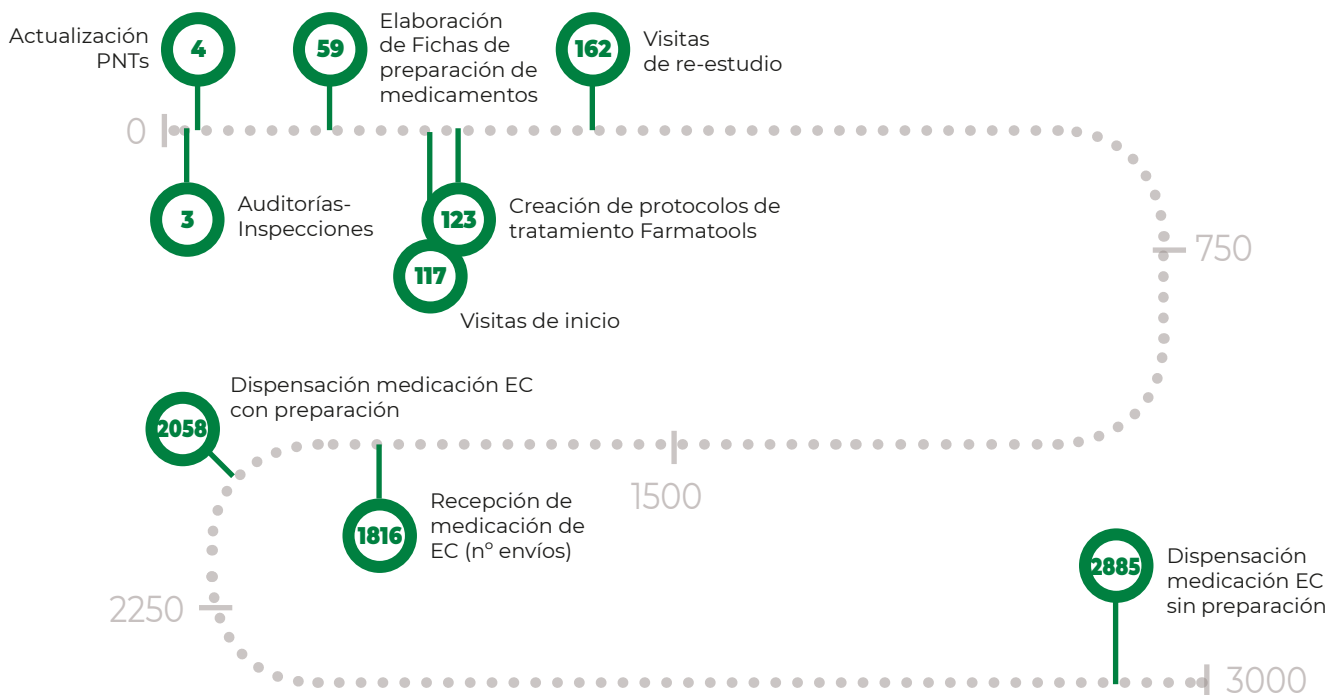 Actualización
PNTs
4
59
Elaboración
de Fichas de
preparación de
medicamentos
162
Visitas
de re-estudio
0
3
Auditorías-
Inspecciones
123
Creación de protocolos de
tratamiento Farmatools
117
Visitas de inicio
750
Dispensación medicación EC
con preparación
2058
1500
1816
Recepción de
medicación de
EC (nº envíos)
2885
Dispensación
medicación EC
sin preparación
2250
3000